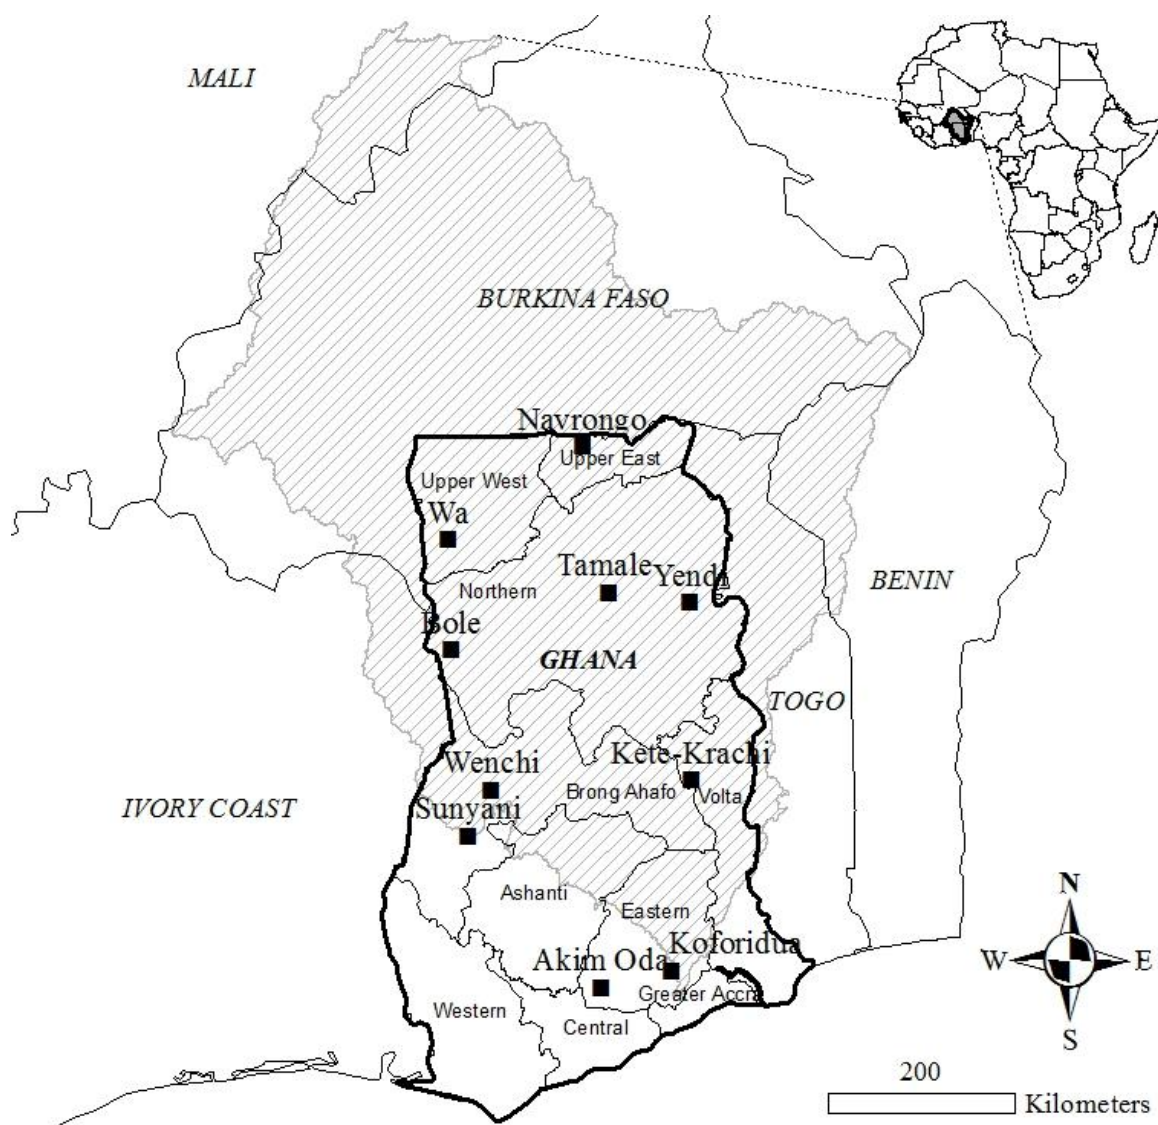 MALI
BURKINA FASO
Navrongo
Upper East
Upper West
Wa
Tamale
Yendi
BENIN
Northern
Bole
GHANA
TOGO
Kete-Krachi
Wenchi
Brong Ahafo
Volta
IVORY COAST
Sunyani
Ashanti
N
Eastern
Koforidua
W
E
Akim Oda
Greater Accra
Western
Central
S
200
Kilometers